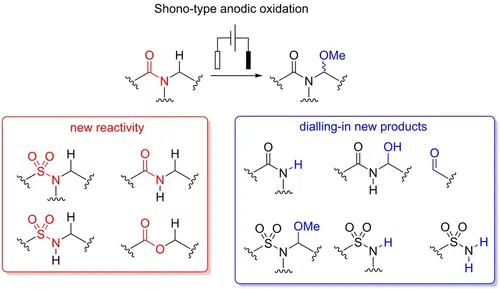 Shono-type anodic oxidation
O H O OMe
N N
new reactivity
O O H O H
S N N
H
O O H O H
S N O
H
dialling-in new products
O H O OH O
N N
H
O O OMe O O H O O H
S N S N S N
H